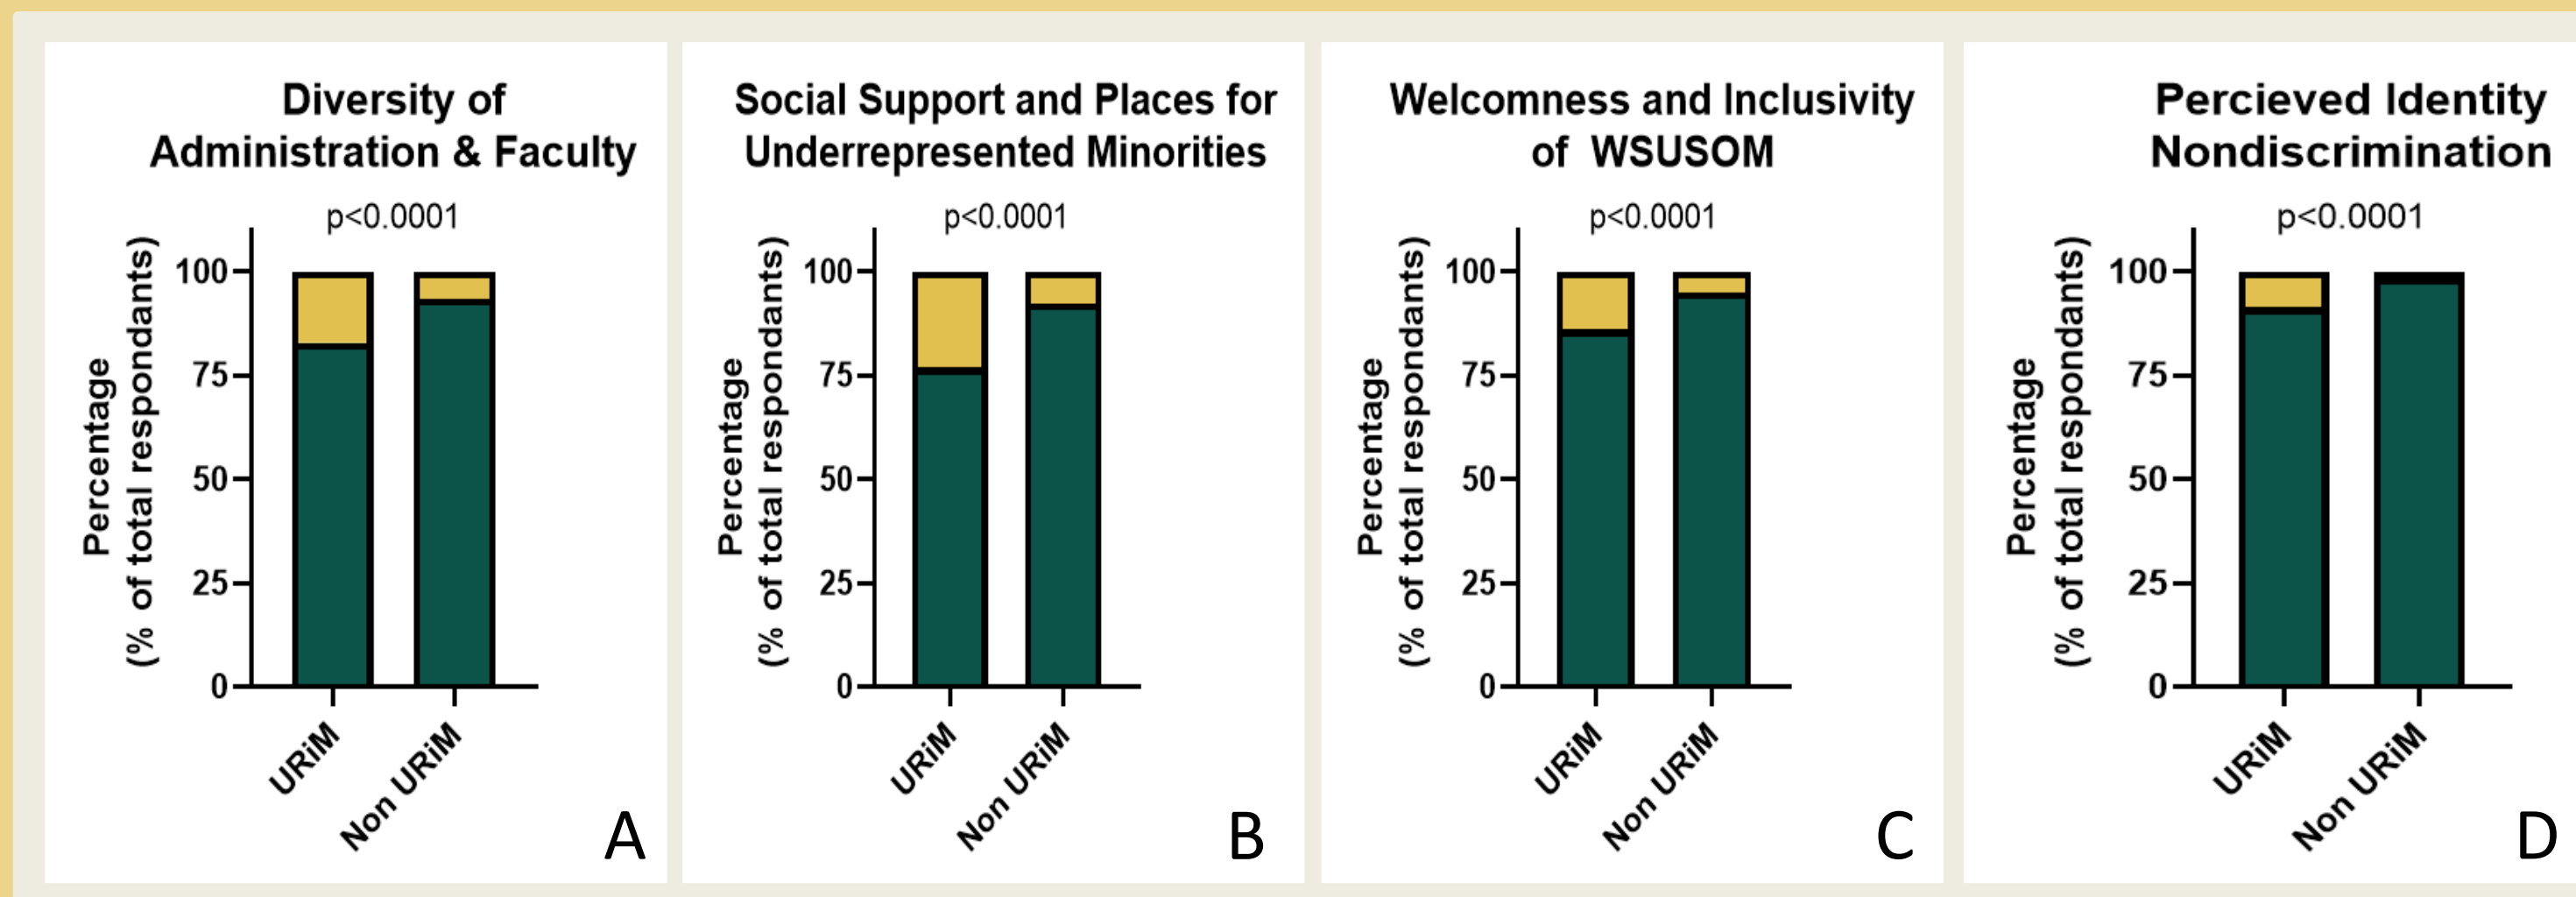 Diversity of
Administration & Faculty
p<0.0001
Percentage
(% of total respondants)
100
75
50
25
0
URiM
Non URiM
A
Social Support and Places for
Underrepresented Minorities
p<0.0001
Percentage
(% of total respondants)
100
75
50
25
0
URiM
Non URiM
B
Welcomness and Inclusivity
of WSUSOM
p<0.0001
Percentage
(% of total respondants)
100
75
50
25
0
URiM
Non URiM
C
Percieved Identity
Nondiscrimination
p<0.0001
Percentage
(% of total respondants)
100
75
50
25
0
URiM
Non URiM
D